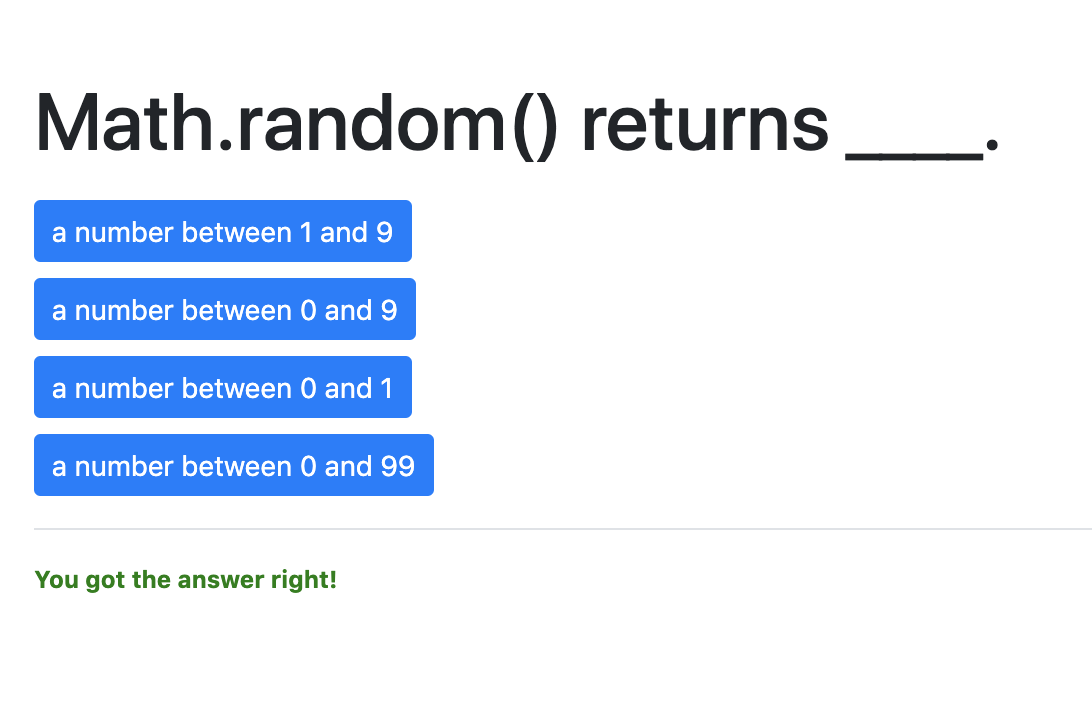 Math.random() returns ____.
a number between 1 and 9
a number between 0 and 9
a number between 0 and 1
a number between 0 and 99
You got the answer right!